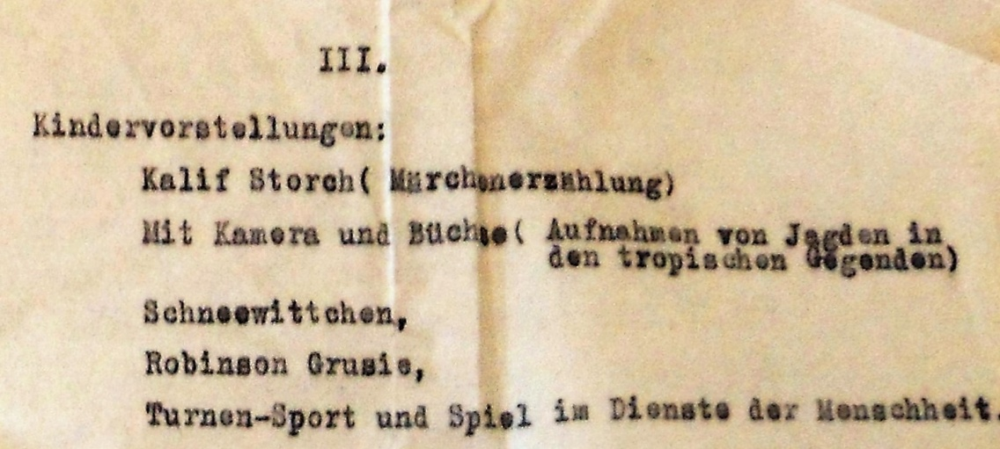 III.
Kindervorstellungen:
Kalif Storch( Märchenerzählung)
Mit Kamera und Büchse( Aufnahmen von Jagden in
den tropischen Gegenden)
Schneewittchen,
Robinson Grusie,
Turnen-Sport und Spiel im Dienste der Menschheit.